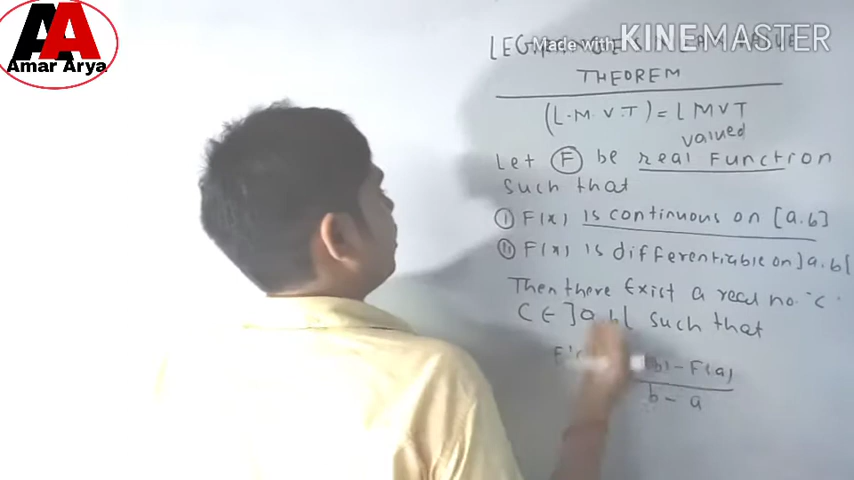 AA
Amar Arya
Made with KINEMASTER
THEOREM
(L.M.V.T) = LMVT
valued
Let F be real Function
such that
(i) F(x) is continuous on [a.b]
(ii) F(x) is differentiable on ]a.b[
Then there Exist a real no. 'c'
C ∈ ]a.b[ such that
b) - F(a)
b - a